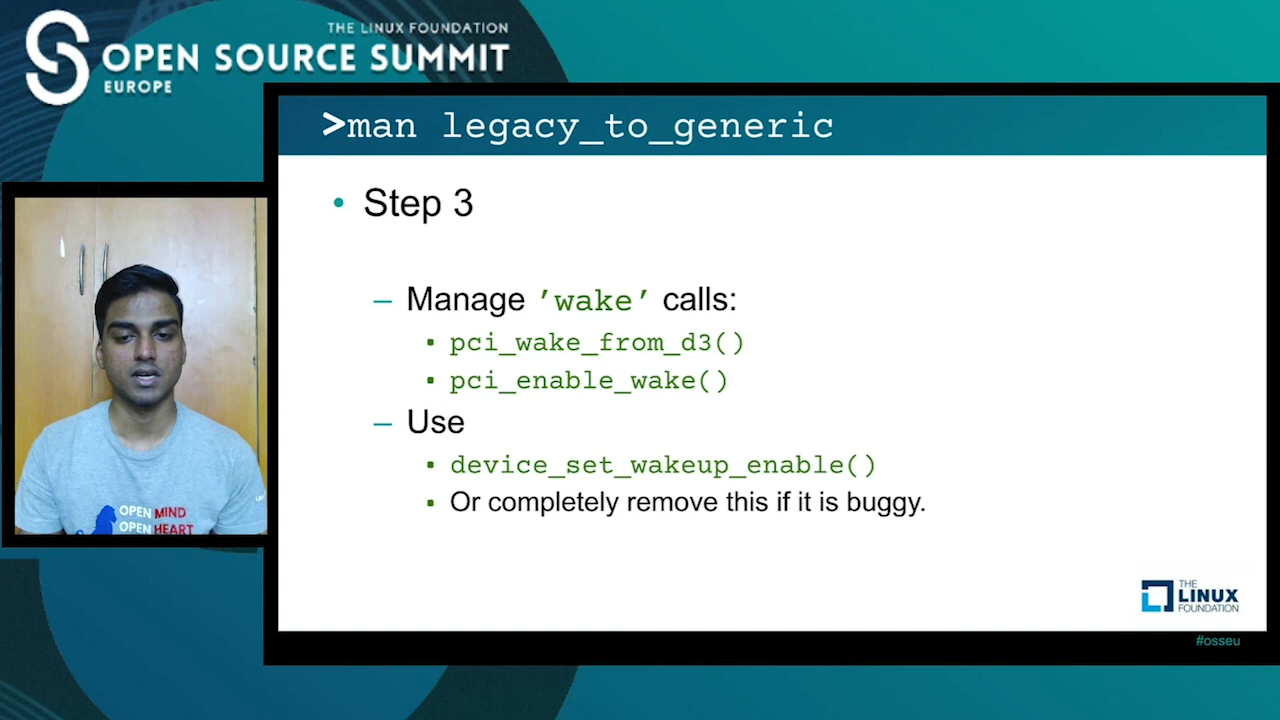 THE LINUX FOUNDATION
OPEN SOURCE SUMMIT
EUROPE
>man legacy_to_generic
• Step 3
– Manage ’wake’ calls:
▪ pci_wake_from_d3()
▪ pci_enable_wake()
– Use
▪ device_set_wakeup_enable()
▪ Or completely remove this if it is buggy.
OPEN MIND
OPEN HEART
THE
LINUX
FOUNDATION
#osseu